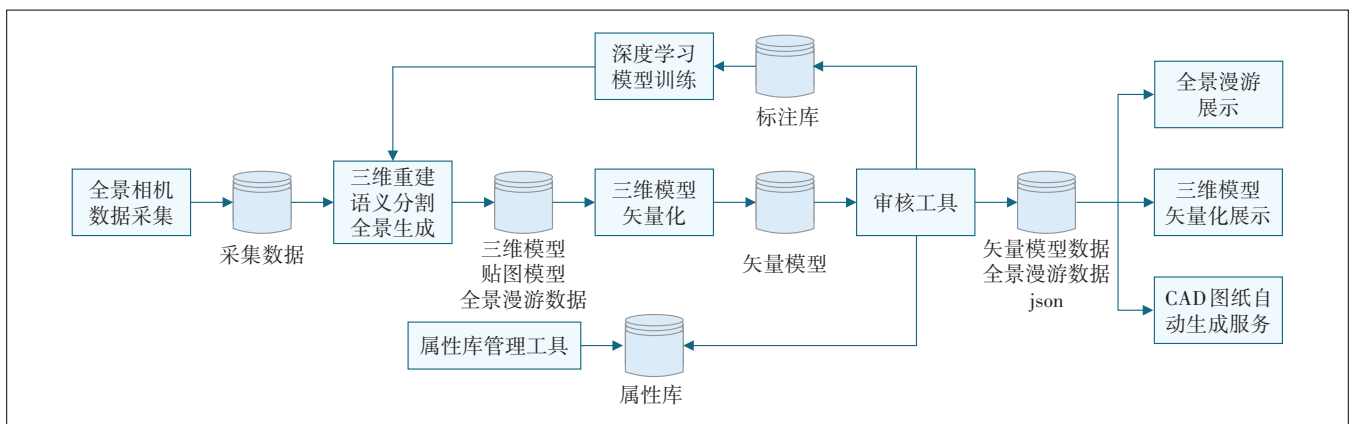 深度学习
模型训练
标注库
全景漫游
展示
全景相机
数据采集
采集数据
三维重建
语义分割
全景生成
三维模型
贴图模型
全景漫游数据
三维模型
矢量化
矢量模型
审核工具
矢量模型数据
全景漫游数据
json
三维模型
矢量化展示
CAD图纸自
动生成服务
属性库管理工具
属性库